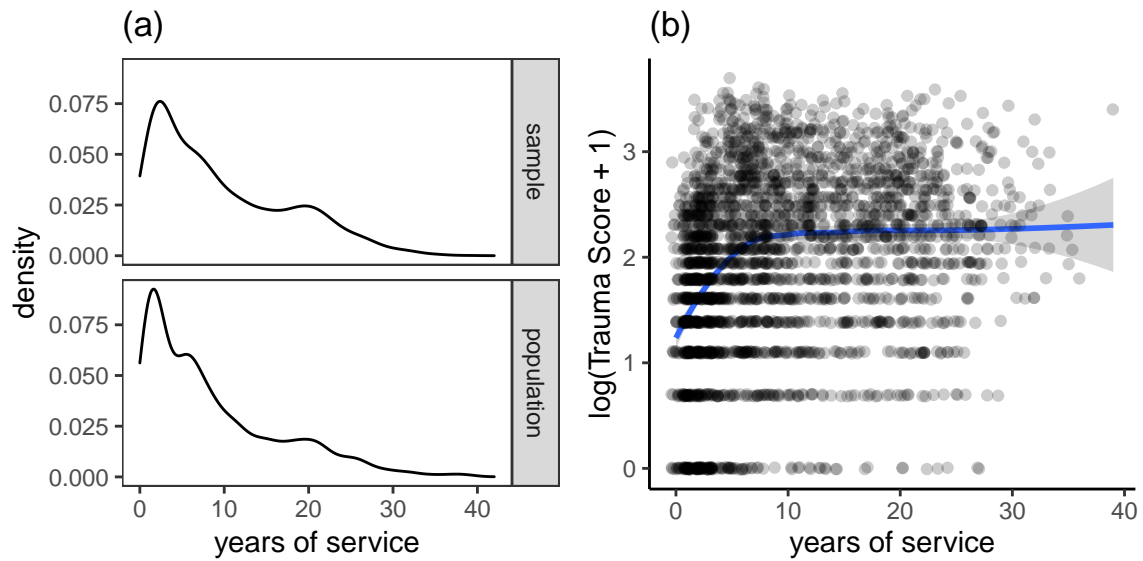 (a)
density
0.075
0.050
0.025
0.000
sample
0.075
0.050
0.025
0.000
population
0 10 20 30 40
years of service
(b)
log(Trauma Score + 1)
3
2
1
0
0 10 20 30 40
years of service